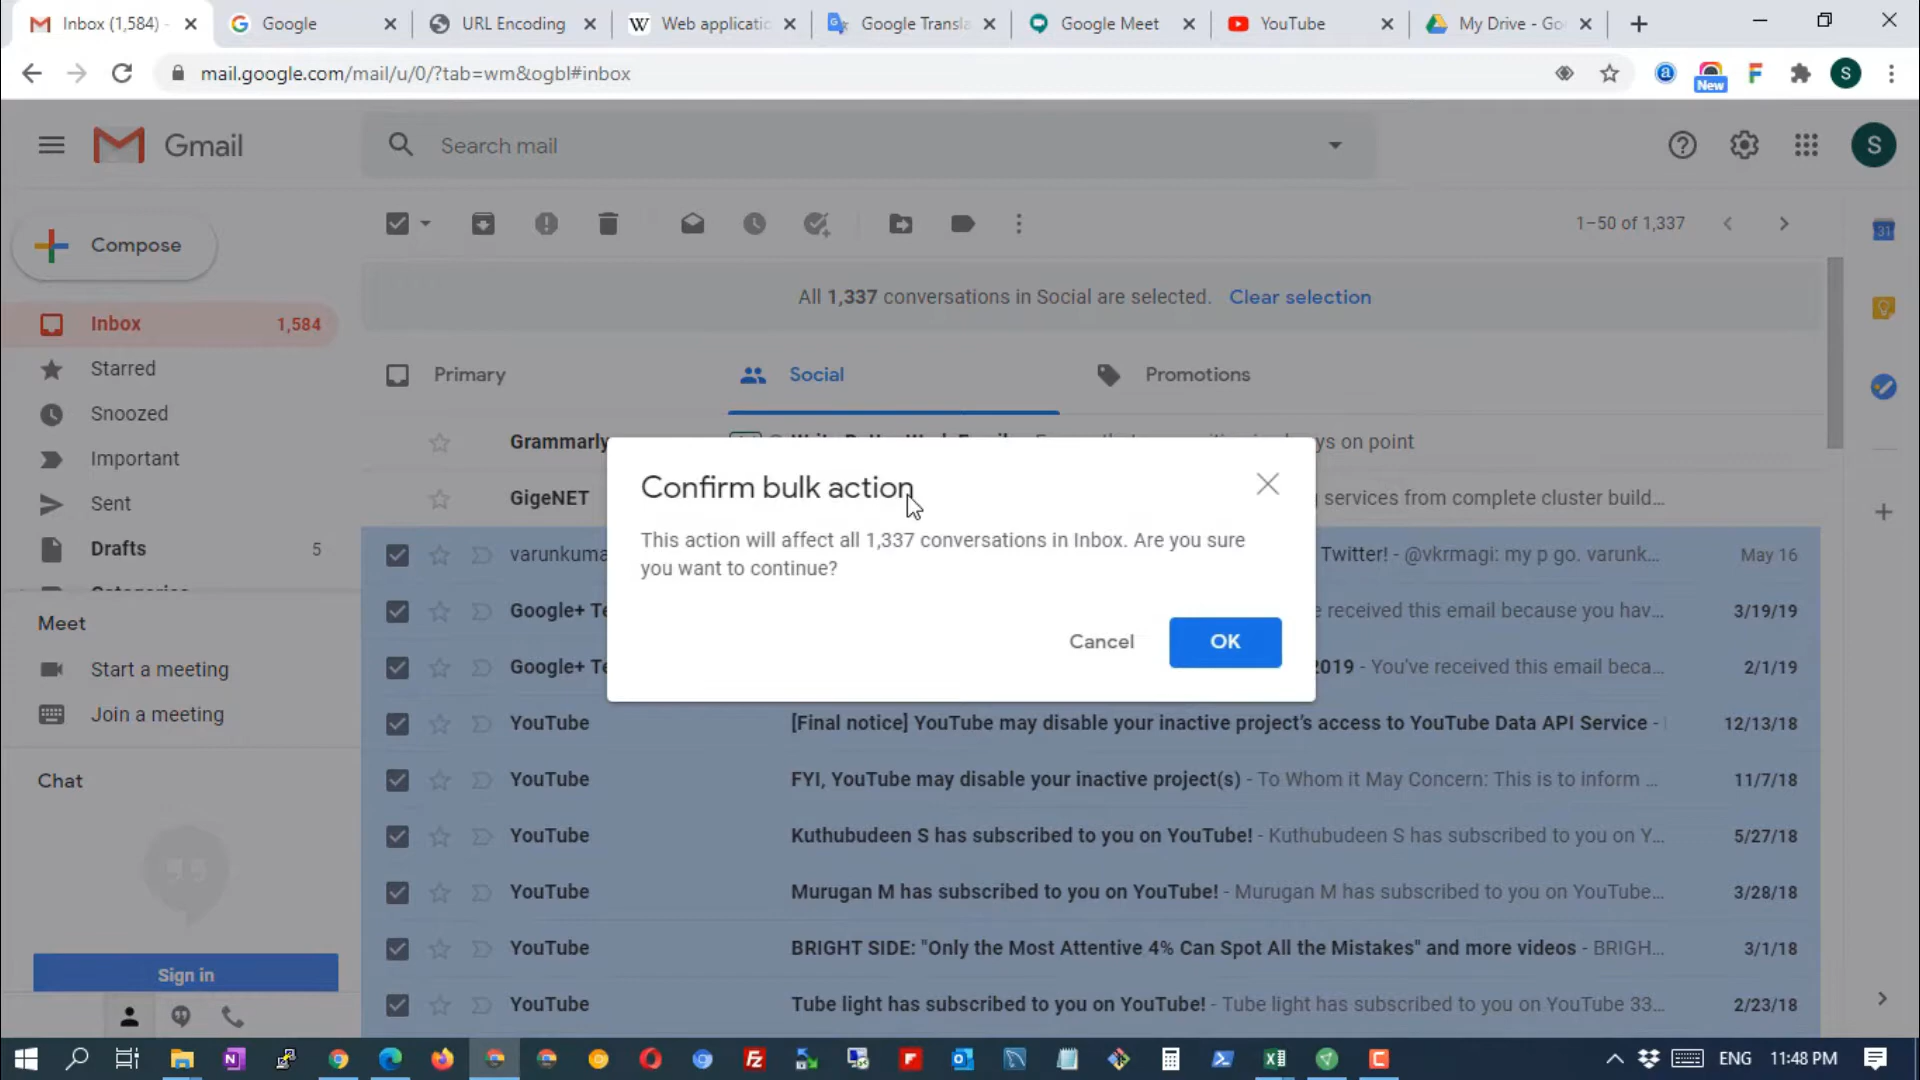 Inbox (1,584) -
Google
URL Encoding
Web applicatio
Google Transla
Google Meet
YouTube
My Drive - Go
mail.google.com/mail/u/0/?tab=wm&ogbl#inbox
a
New
F
S
Gmail
Search mail
S
Compose
1–50 of 1,337
31
All 1,337 conversations in Social are selected. Clear selection
Inbox 1,584
Starred
Snoozed
Important
Sent
Drafts 5
Primary
Social
Promotions
Grammarly
ys on point
GigeNET
services from complete cluster build...
Confirm bulk action
This action will affect all 1,337 conversations in Inbox. Are you sure
you want to continue?
Cancel
OK
varunkuma Twitter! - @vkrmagi: my p go. varunk... May 16
Google+ Te e received this email because you hav... 3/19/19
Google+ Te 2019 - You've received this email beca... 2/1/19
YouTube [Final notice] YouTube may disable your inactive project's access to YouTube Data API Service - 12/13/18
YouTube FYI, YouTube may disable your inactive project(s) - To Whom it May Concern: This is to inform ... 11/7/18
YouTube Kuthubudeen S has subscribed to you on YouTube! - Kuthubudeen S has subscribed to you on Y... 5/27/18
YouTube Murugan M has subscribed to you on YouTube! - Murugan M has subscribed to you on YouTube... 3/28/18
YouTube BRIGHT SIDE: "Only the Most Attentive 4% Can Spot All the Mistakes" and more videos - BRIGH... 3/1/18
YouTube Tube light has subscribed to you on YouTube! - Tube light has subscribed to you on YouTube 33... 2/23/18
Meet
Start a meeting
Join a meeting
Chat
Sign in
ENG
11:48 PM